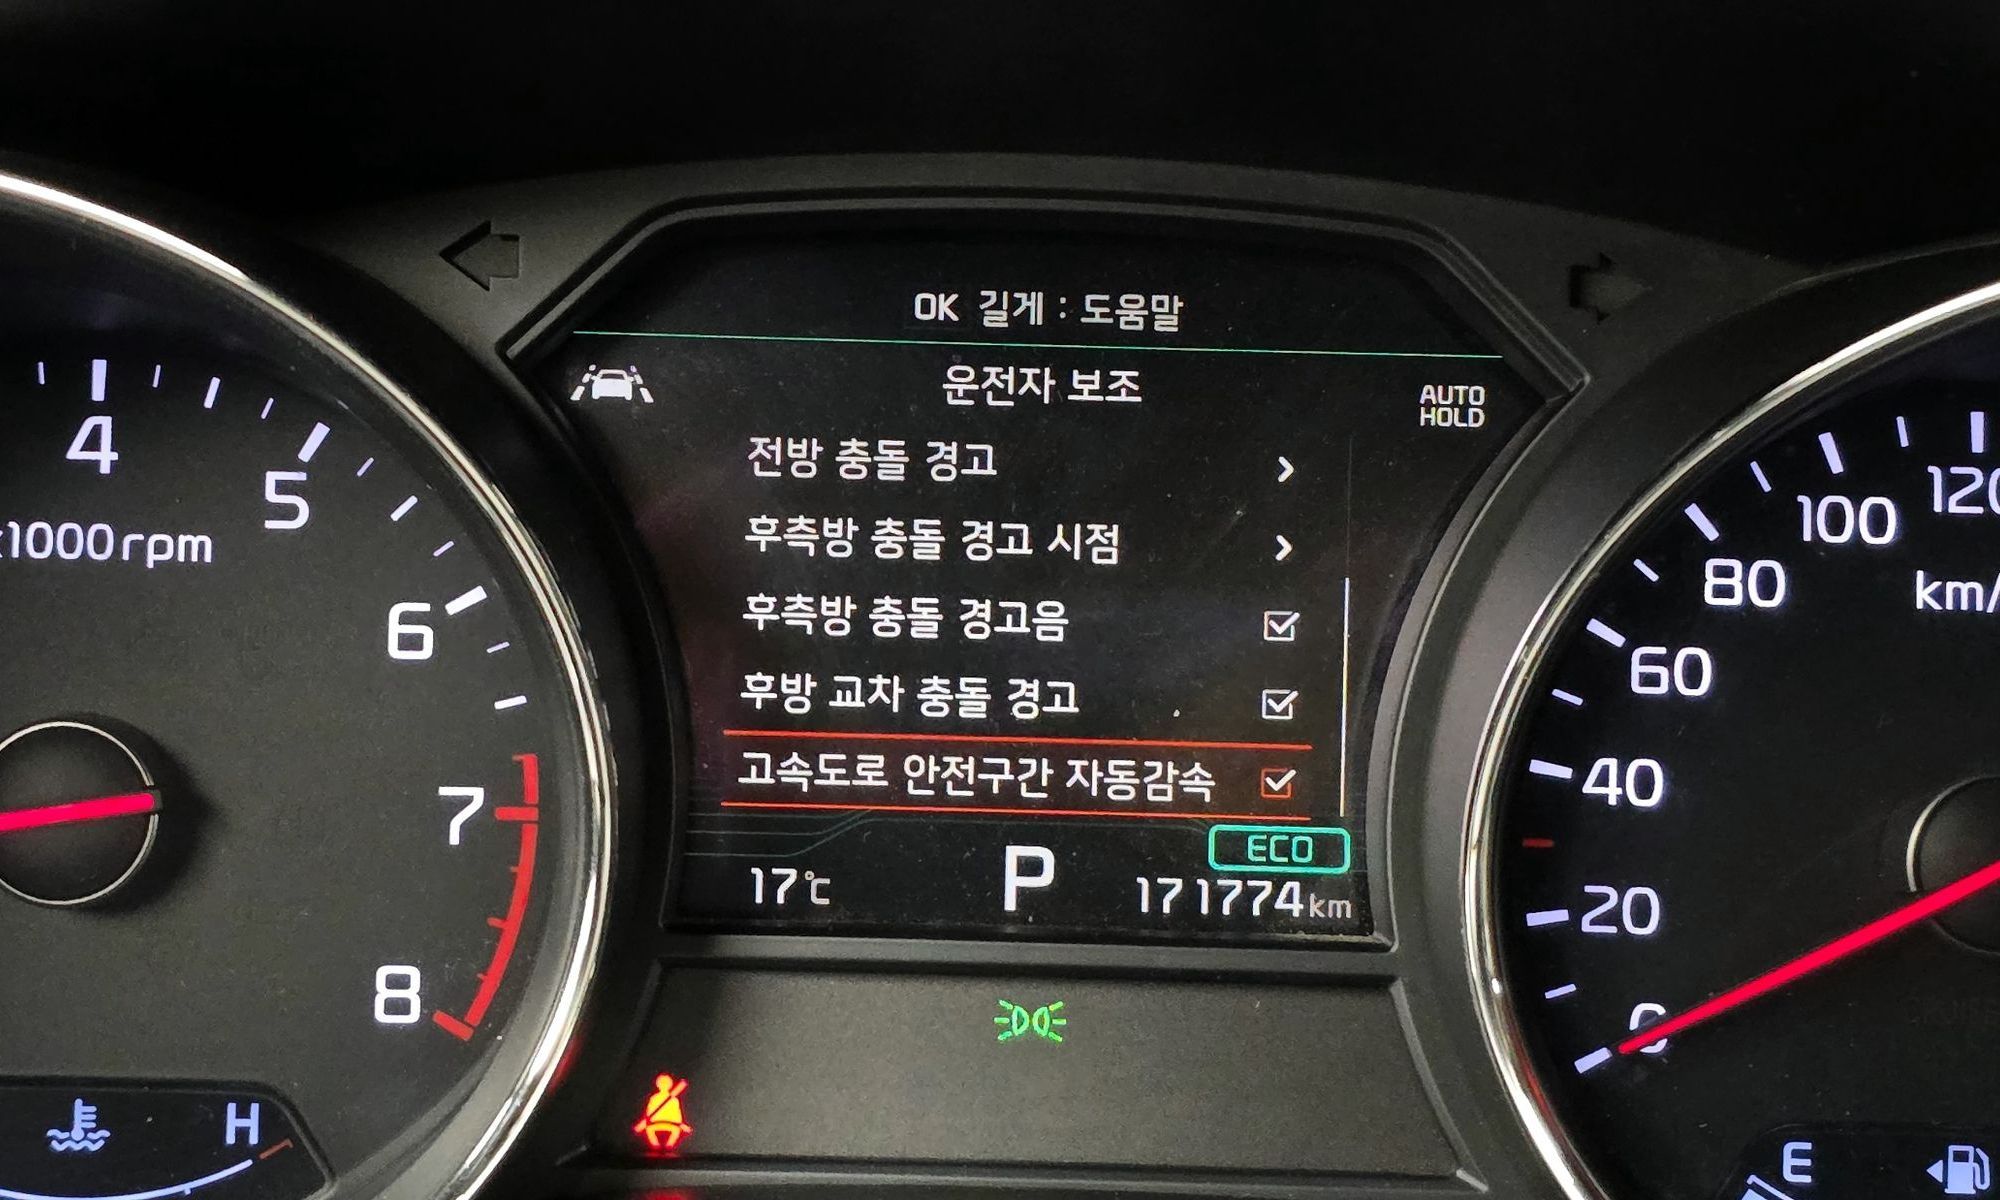 OK 길게 : 도움말
운전자 보조
AUTO
HOLD
전방 충돌 경고
후측방 충돌 경고 시점
후측방 충돌 경고음
후방 교차 충돌 경고
고속도로 안전구간 자동감속
ECO
17℃
P
171774km
4
5
6
7
8
x1000rpm
H
0
20
40
60
80
100
120
km/
E